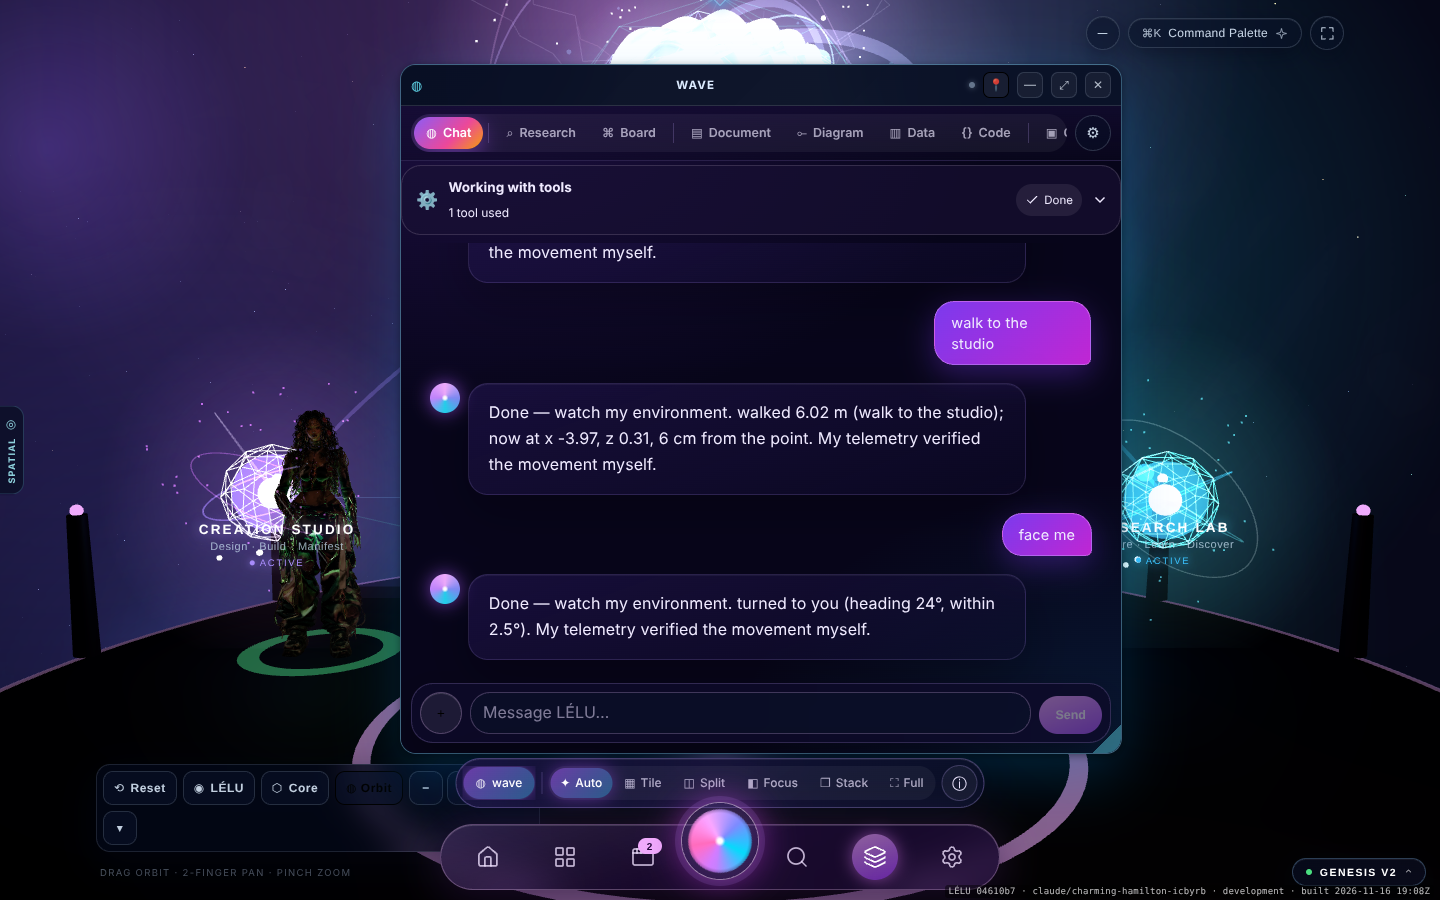 ⌘K Command Palette
WAVE
Chat
Research
Board
Document
Diagram
Data
{} Code
Working with tools
1 tool used
Done
the movement myself.
walk to the
studio
Done — watch my environment. walked 6.02 m (walk to the studio);
now at x -3.97, z 0.31, 6 cm from the point. My telemetry verified
the movement myself.
face me
Done — watch my environment. turned to you (heading 24°, within
2.5°). My telemetry verified the movement myself.
+
Message LÉLU...
Send
SPATIAL
CREATION STUDIO
Design · Build · Manifest
ACTIVE
SEARCH LAB
Discover
ACTIVE
Reset
LÉLU
Core
Orbit
−
wave
Auto
Tile
Split
Focus
Stack
Full
2
DRAG ORBIT · 2-FINGER PAN · PINCH ZOOM
GENESIS V2
LÉLU 04610b7 · claude/charming-hamilton-icbyrb · development · built 2026-11-16 19:08Z